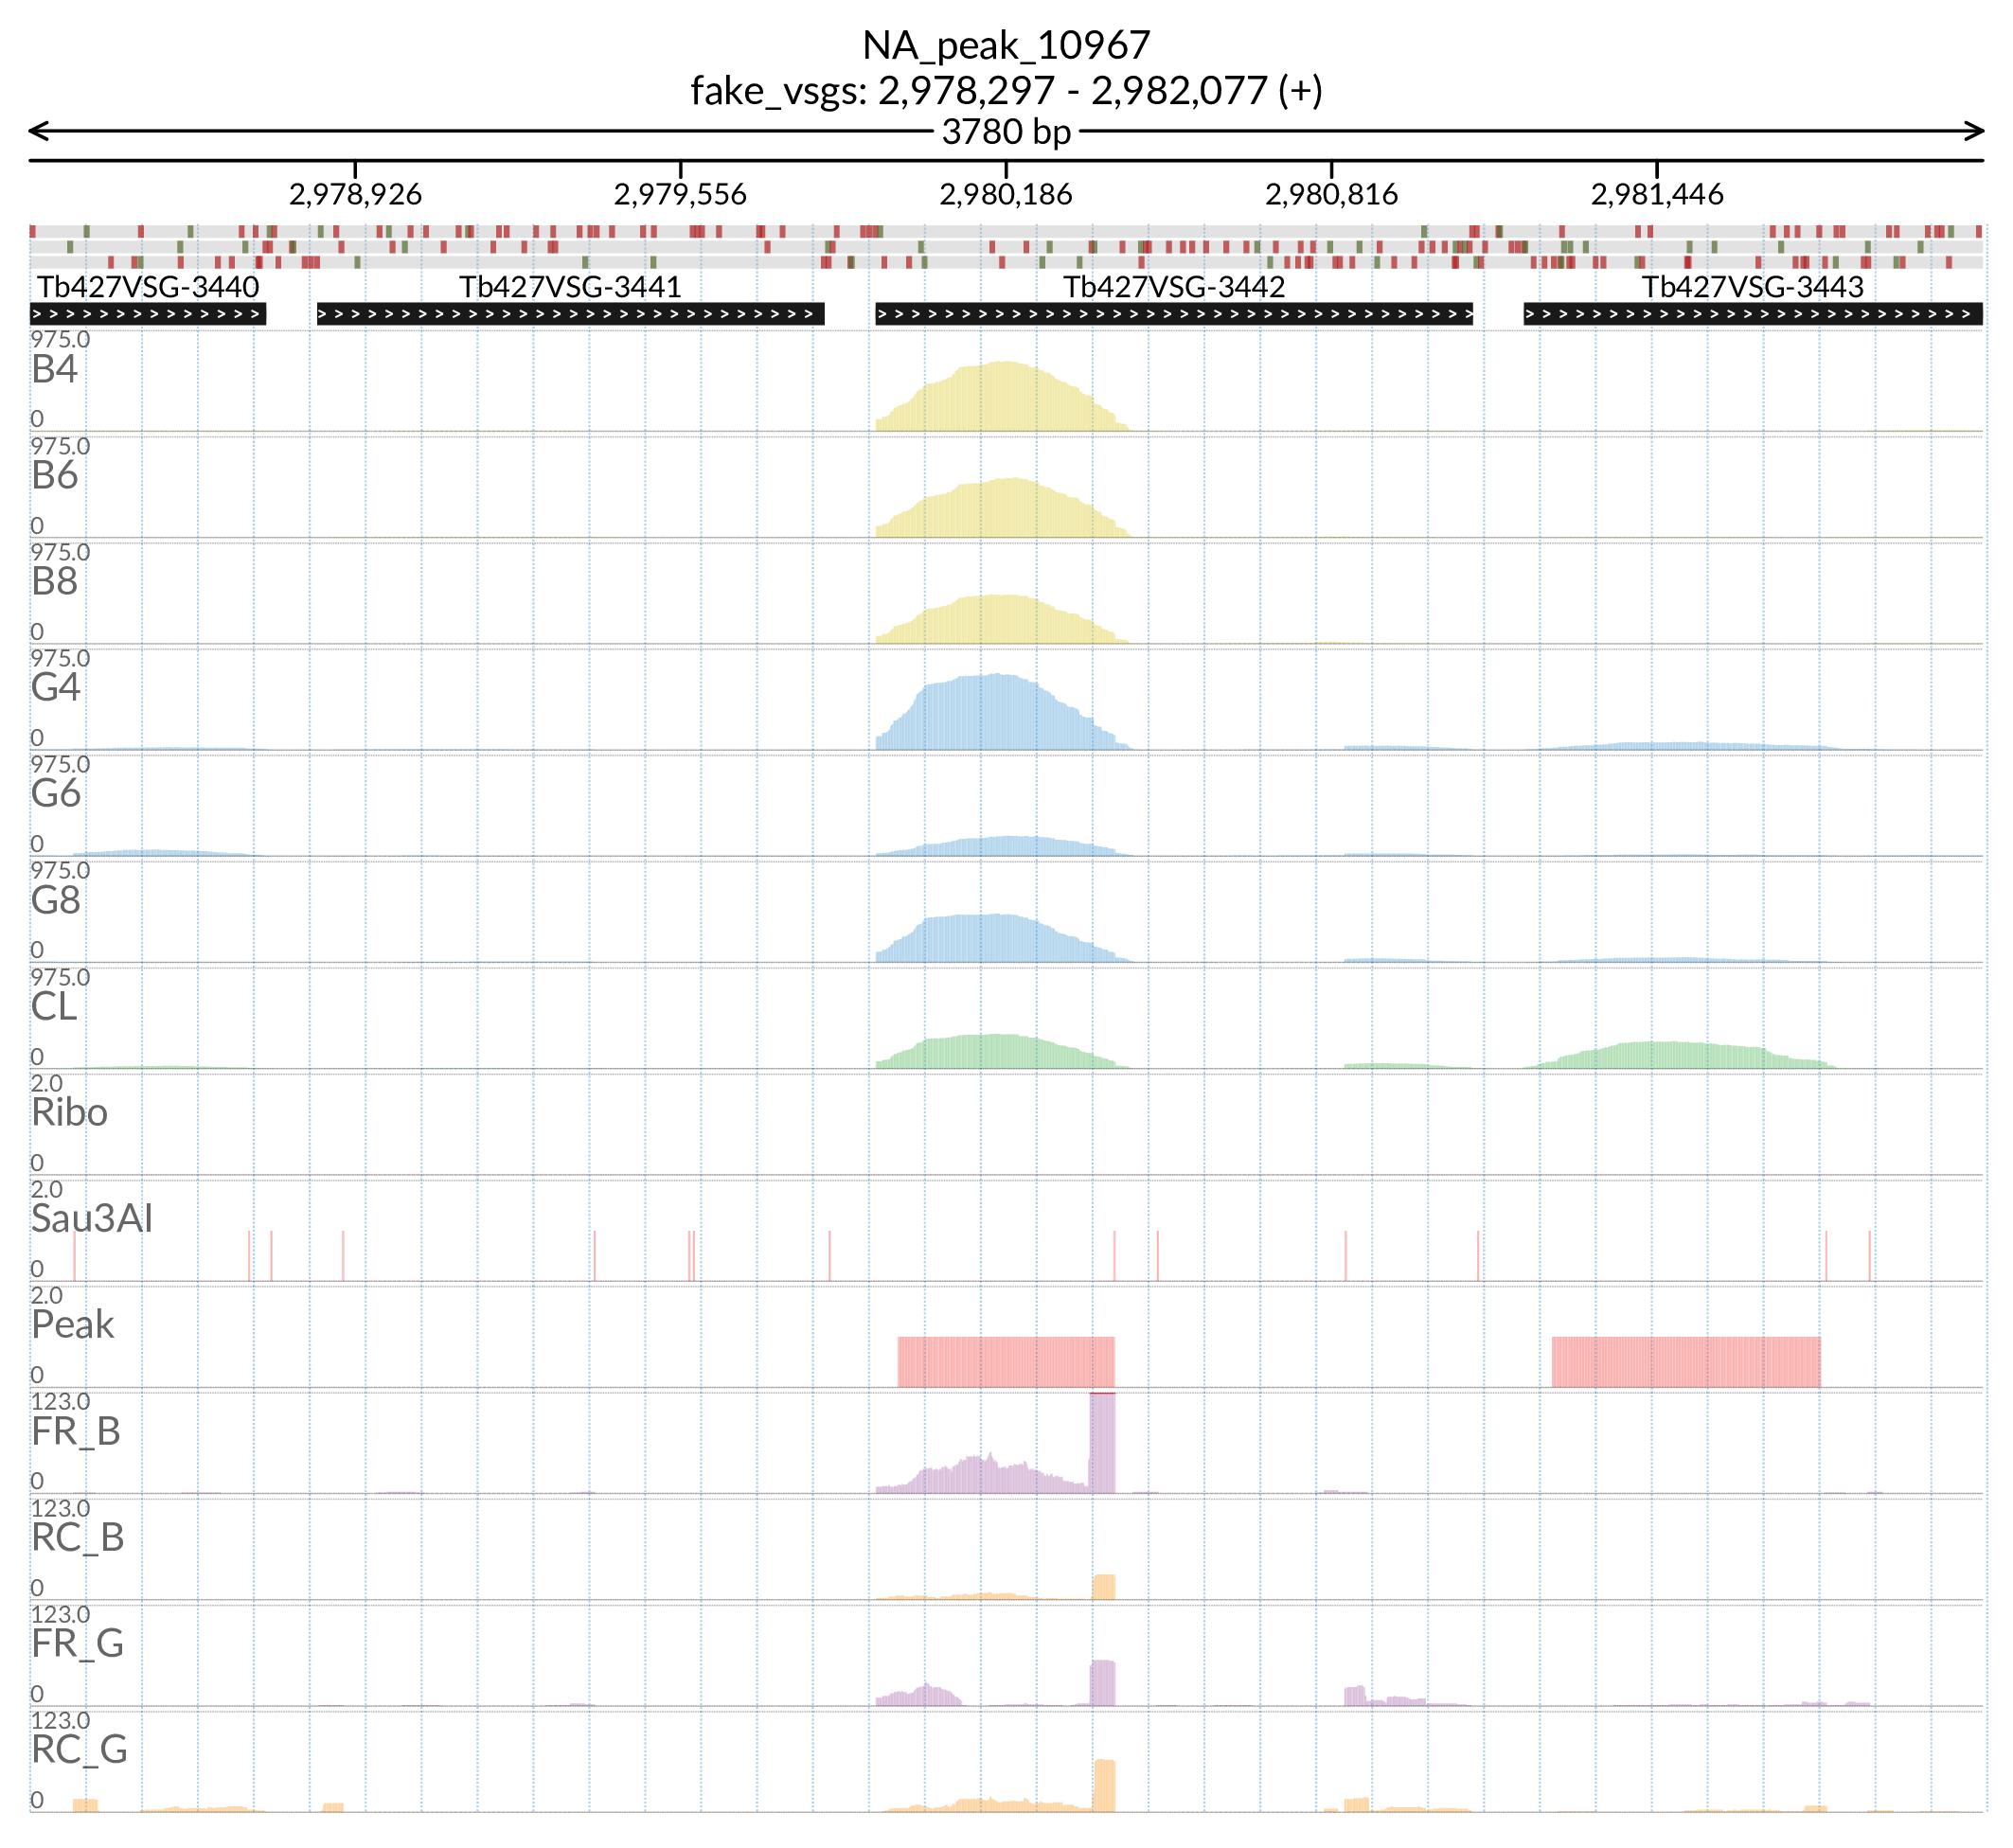 NA_peak_10967
fake_vsgs: 2,978,297 - 2,982,077 (+)
3780 bp
2,978,926 2,979,556 2,980,186 2,980,816 2,981,446
Tb427VSG-3440 Tb427VSG-3441 Tb427VSG-3442 Tb427VSG-3443
975.0
B4
0
975.0
B6
0
975.0
B8
0
975.0
G4
0
975.0
G6
0
975.0
G8
0
975.0
CL
0
2.0
Ribo
0
2.0
Sau3AI
0
2.0
Peak
0
123.0
FR_B
0
123.0
RC_B
0
123.0
FR_G
0
123.0
RC_G
0